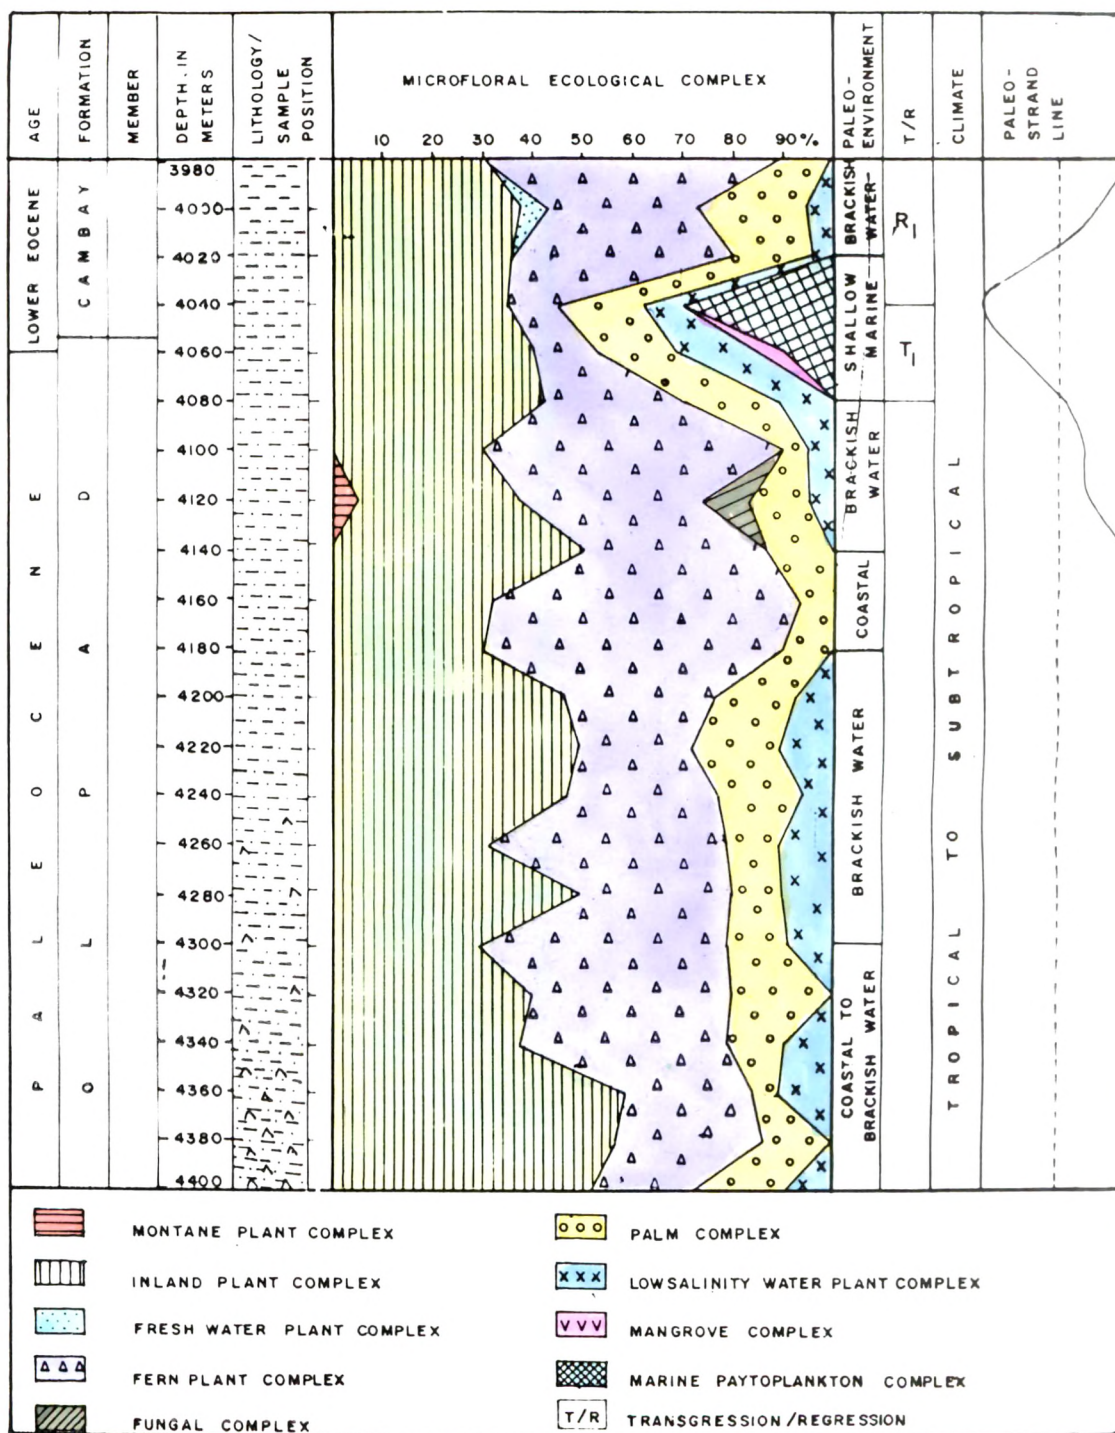 AGE
FORMATION
MEMBER
DEPTH. IN METERS
LITHOLOGY/ SAMPLE POSITION
MICROFLORAL ECOLOGICAL COMPLEX
10 20 30 40 50 60 70 80 90%
PALEO-ENVIRONMENT
T/R
CLIMATE
PALEO-STRAND LINE
LOWER EOCENE
PALEOCENE
CAMBAY
OLPAD
3980
4000
4020
4040
4060
4080
4100
4120
4140
4160
4180
4200
4220
4240
4260
4280
4300
4320
4340
4360
4380
4400
BRACKISH WATER-
SHALLOW MARINE
BRACKISH WATER
COASTAL
BRACKISH WATER
COASTAL TO BRACKISH WATER
R1
T1
TROPICAL TO SUBTROPICAL
MONTANE PLANT COMPLEX
INLAND PLANT COMPLEX
FRESH WATER PLANT COMPLEX
FERN PLANT COMPLEX
FUNGAL COMPLEX
PALM COMPLEX
LOWSALINITY WATER PLANT COMPLEX
MANGROVE COMPLEX
MARINE PAYTOPLANKTON COMPLEX
T/R TRANSGRESSION/REGRESSION